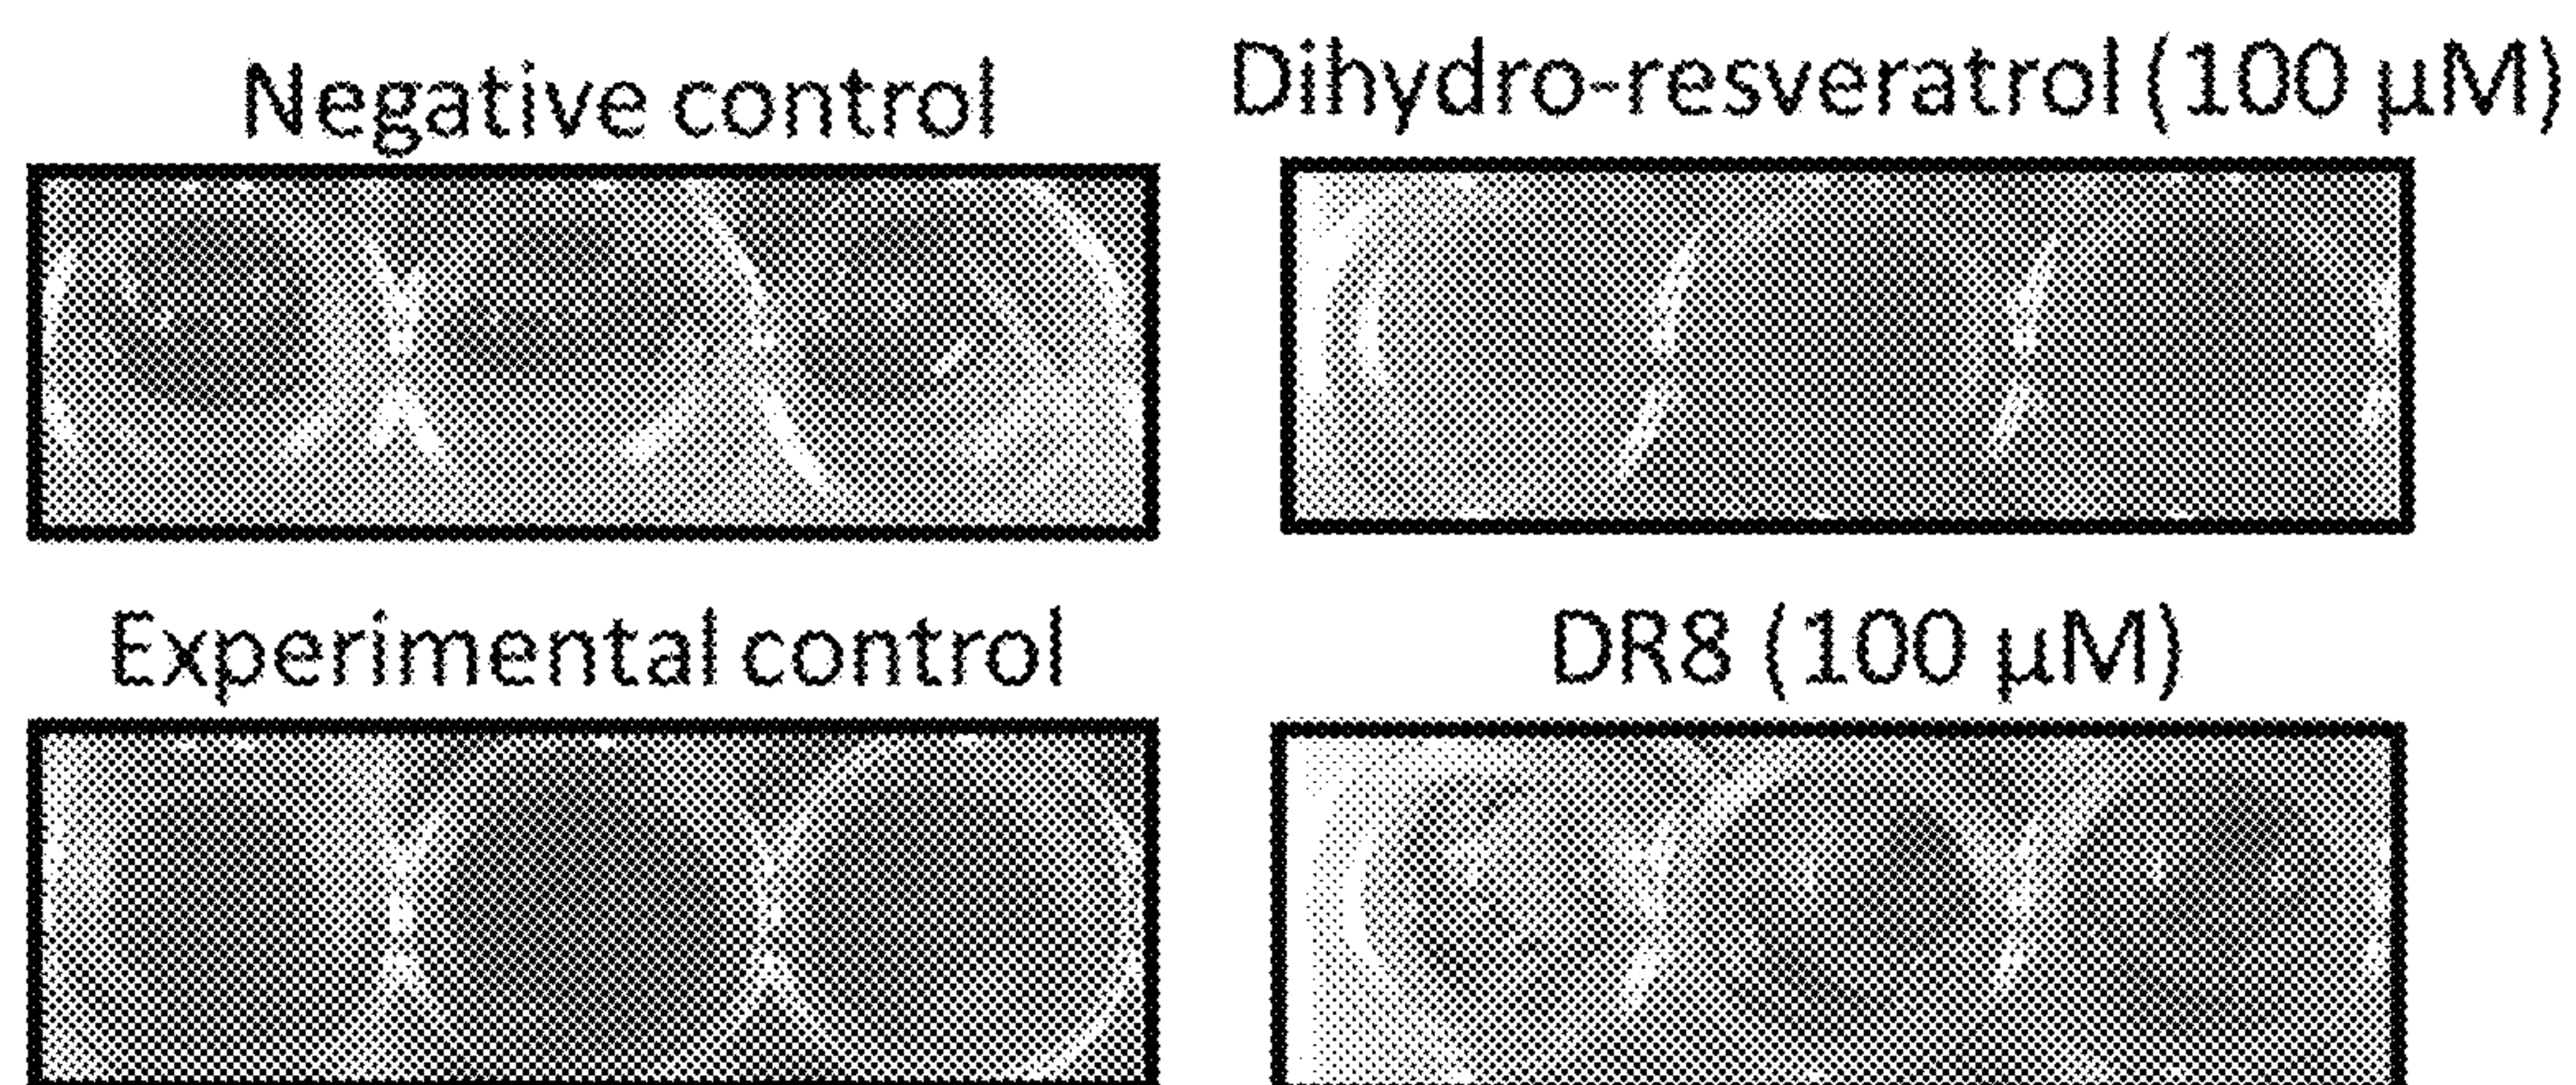 Negative control
Dihydro-resveratrol (100 µM)
Experimental control
DR8 (100 µM)